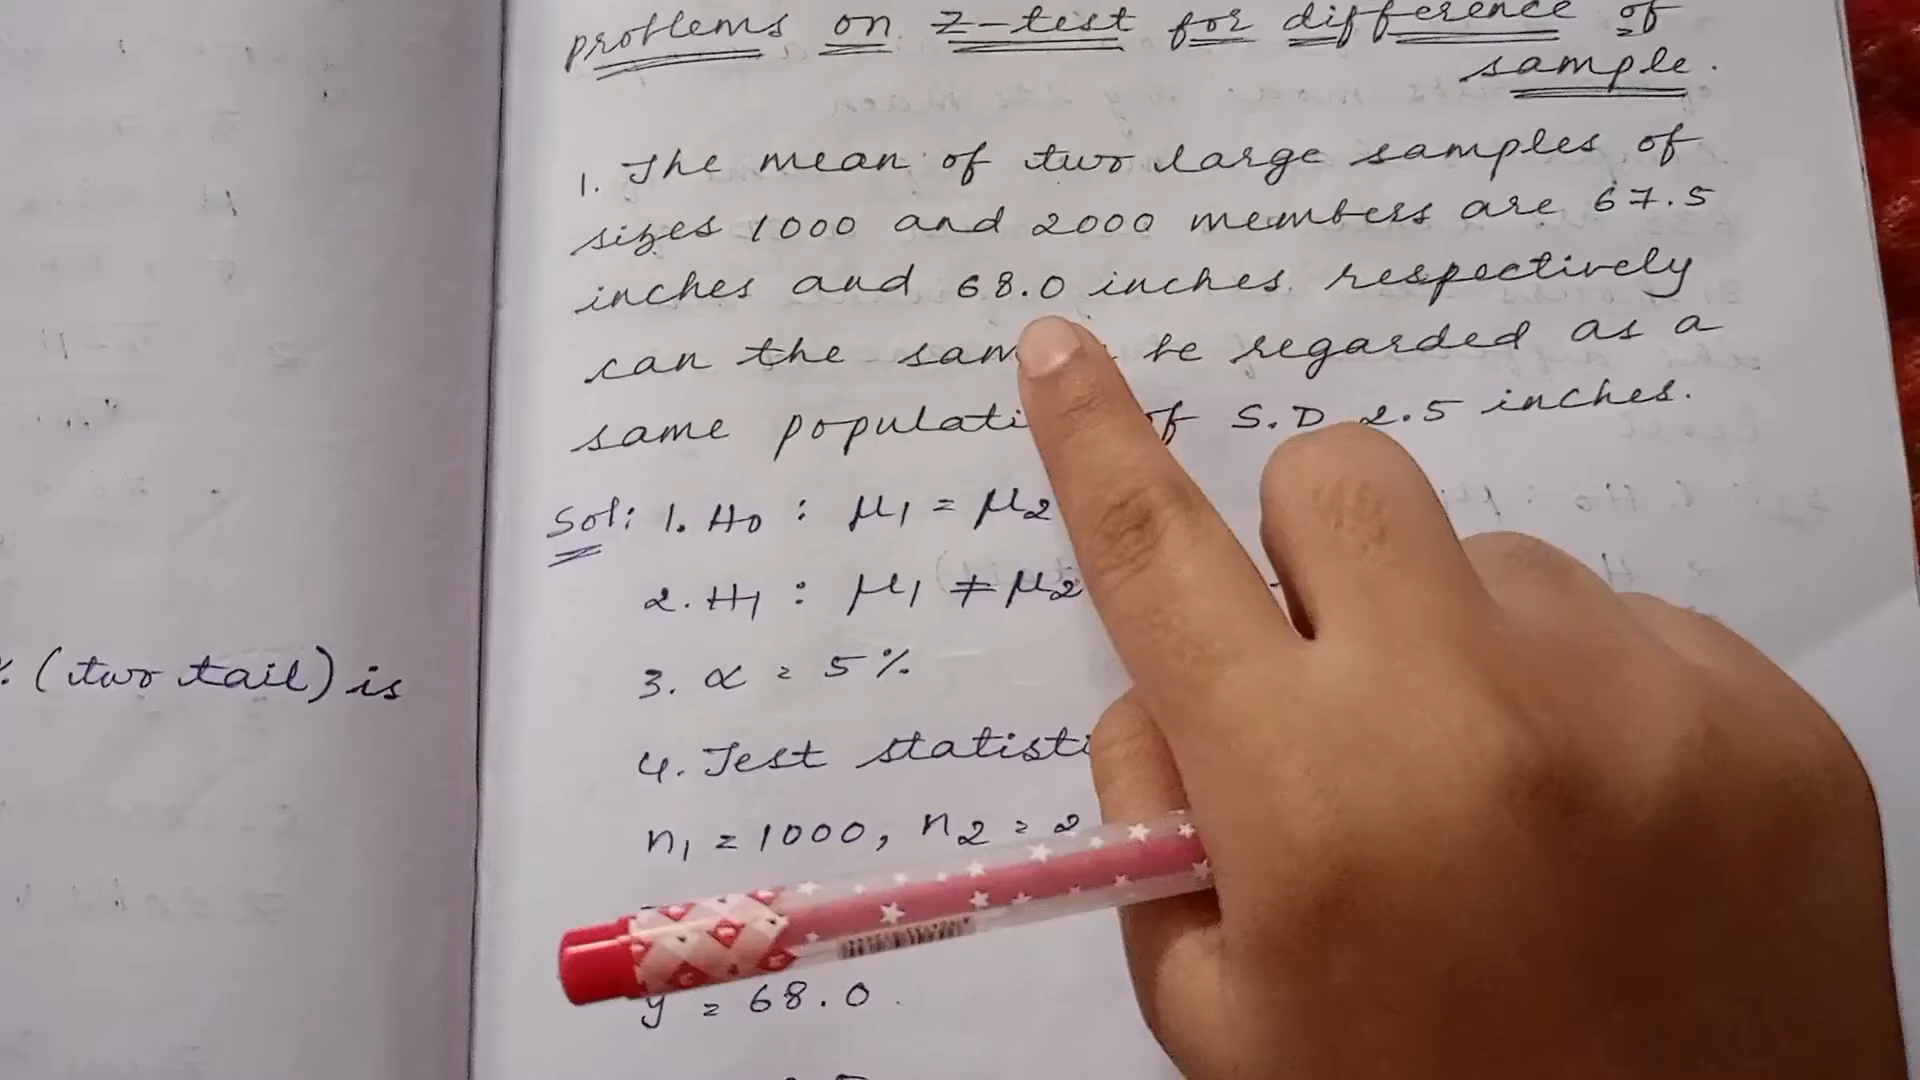 : (two tail) is
problems on z-test for difference of
sample.
1. The mean of two large samples of
sizes 1000 and 2000 members are 67.5
inches and 68.0 inches respectively
can the sam be regarded as a
same populati of S.D 2.5 inches.
Sol: 1. H0 : μ1 = μ2
2. H1 : μ1 ≠ μ2
3. α = 5 %.
4. Test statisti
n1 = 1000, n2 = 2
y = 68.0